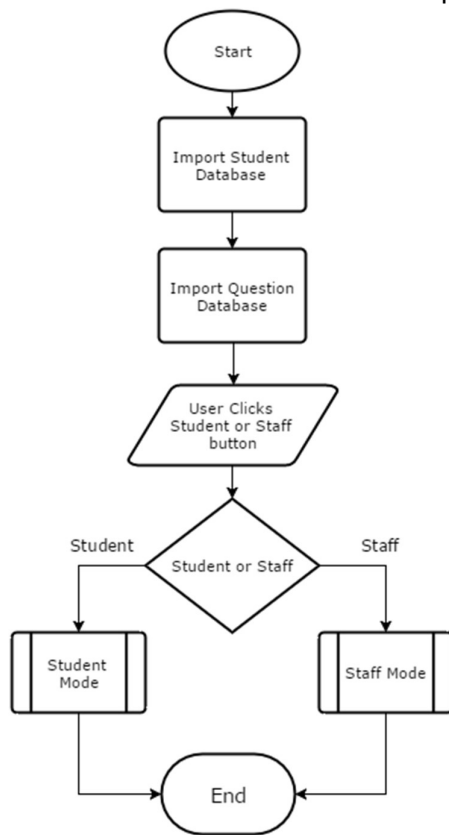 Start
Import Student
Database
Import Question
Database
User Clicks
Student or Staff
button
Student
Staff
Student or Staff
Student
Mode
Staff Mode
End